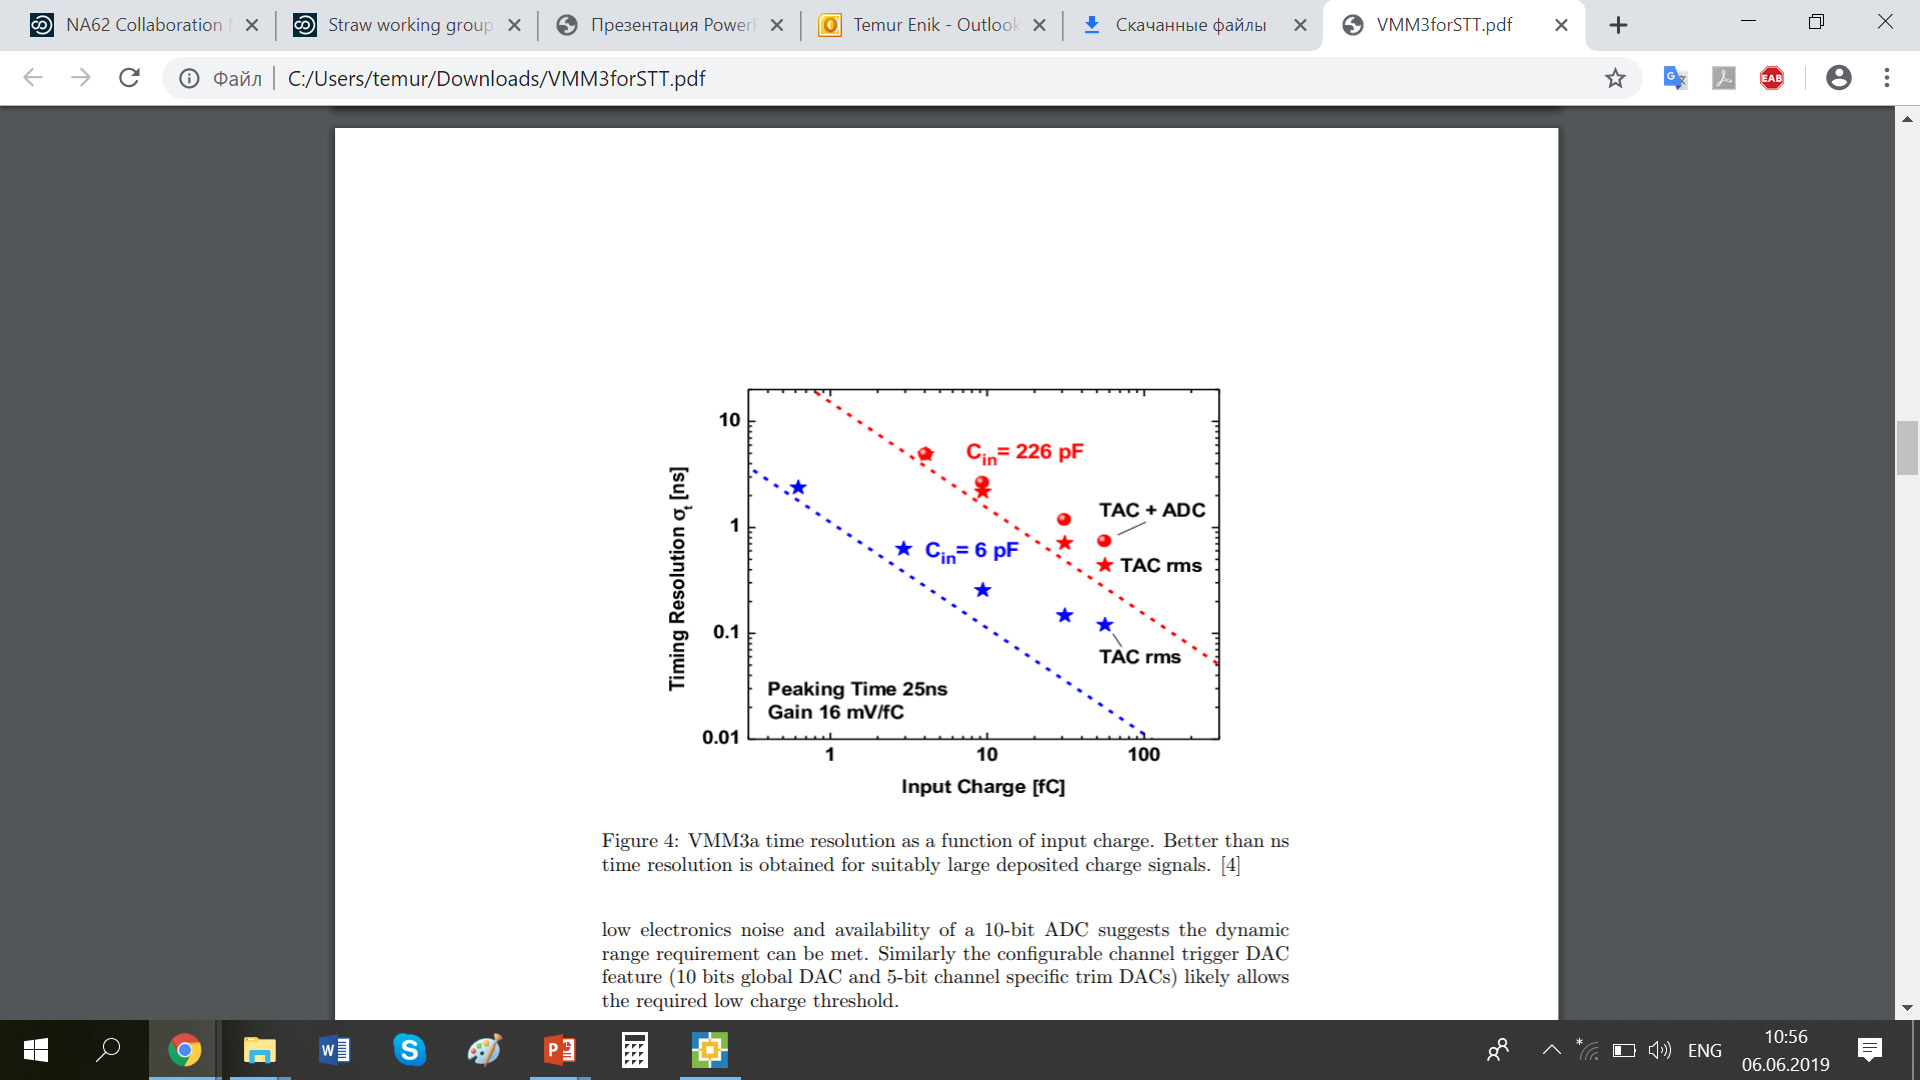 NA62 Collaboration
Straw working group
Презентация Power
Temur Enik - Outlook
Скачанные файлы
VMM3forSTT.pdf
Файл
C:/Users/temur/Downloads/VMM3forSTT.pdf
EAB
10
1
0.1
0.01
Timing Resolution σt [ns]
Cin= 226 pF
TAC + ADC
Cin= 6 pF
TAC rms
TAC rms
Peaking Time 25ns
Gain 16 mV/fC
1
10
100
Input Charge [fC]
Figure 4: VMM3a time resolution as a function of input charge. Better than ns
time resolution is obtained for suitably large deposited charge signals. [4]
low electronics noise and availability of a 10-bit ADC suggests the dynamic
range requirement can be met. Similarly the configurable channel trigger DAC
feature (10 bits global DAC and 5-bit channel specific trim DACs) likely allows
the required low charge threshold.
ENG
10:56
06.06.2019